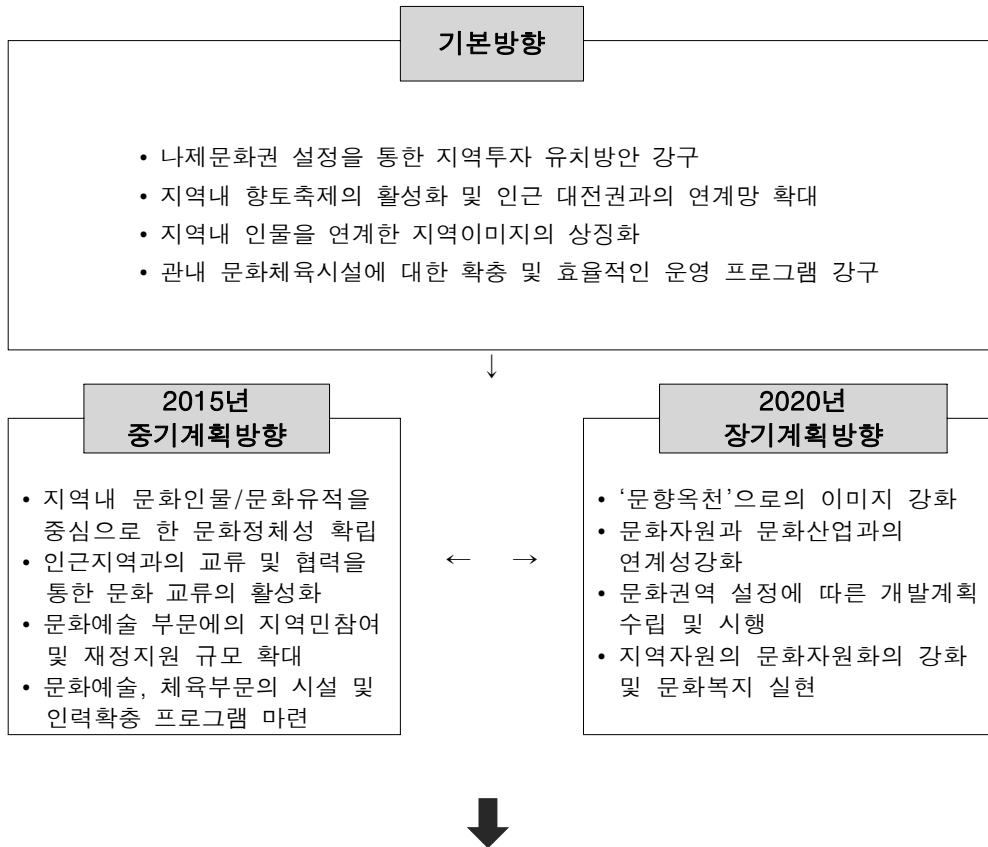 기본방향
• 나제문화권 설정을 통한 지역투자 유치방안 강구
• 지역내 향토축제의 활성화 및 인근 대전권과의 연계망 확대
• 지역내 인물을 연계한 지역이미지의 상징화
• 관내 문화체육시설에 대한 확충 및 효율적인 운영 프로그램 강구
↓
2015년
중기계획방향
• 지역내 문화인물/문화유적을
중심으로 한 문화정체성 확립
• 인근지역과의 교류 및 협력을
통한 문화 교류의 활성화
• 문화예술 부문에의 지역민참여
및 재정지원 규모 확대
• 문화예술, 체육부문의 시설 및
인력확충 프로그램 마련
← →
2020년
장기계획방향
• ‘문향옥천’으로의 이미지 강화
• 문화자원과 문화산업과의
연계성강화
• 문화권역 설정에 따른 개발계획
수립 및 시행
• 지역자원의 문화자원화의 강화
및 문화복지 실현